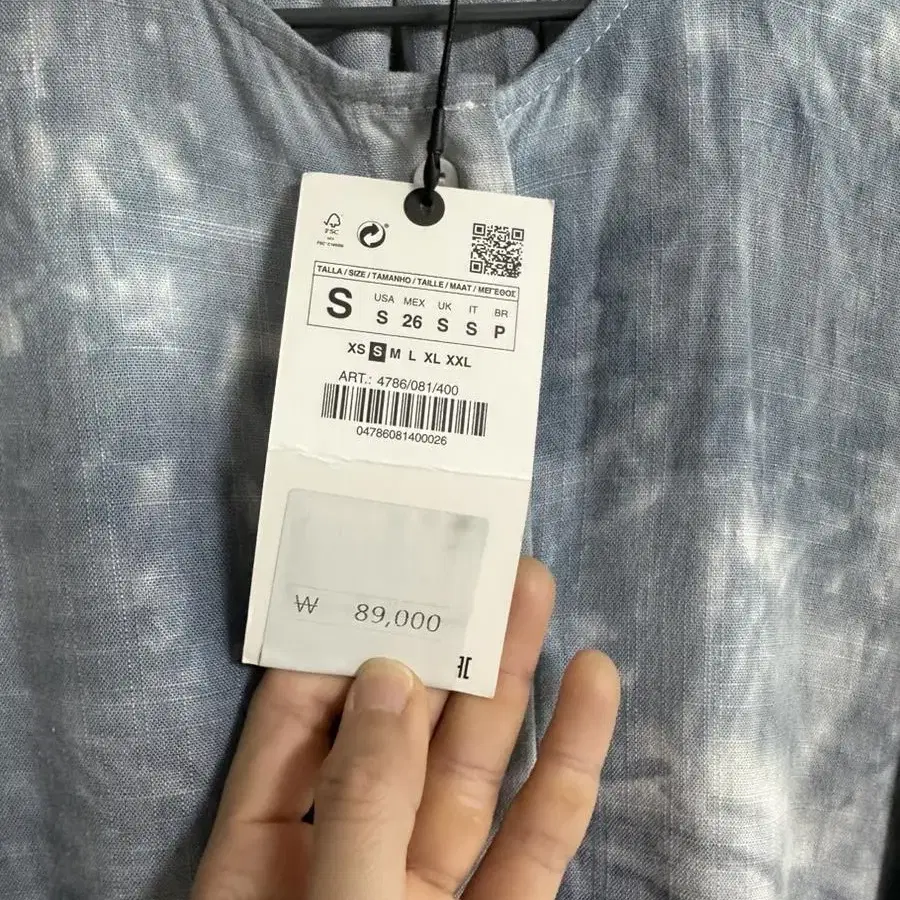 FSC
TALLA / SIZE / TAMANHO / TAILLE / MAAT / ΜΕΓΕΘΟΣ
S
USA MEX UK IT BR
S 26 S S P
XS S M L XL XXL
ART.: 4786/081/400
04786081400026
₩ 89,000